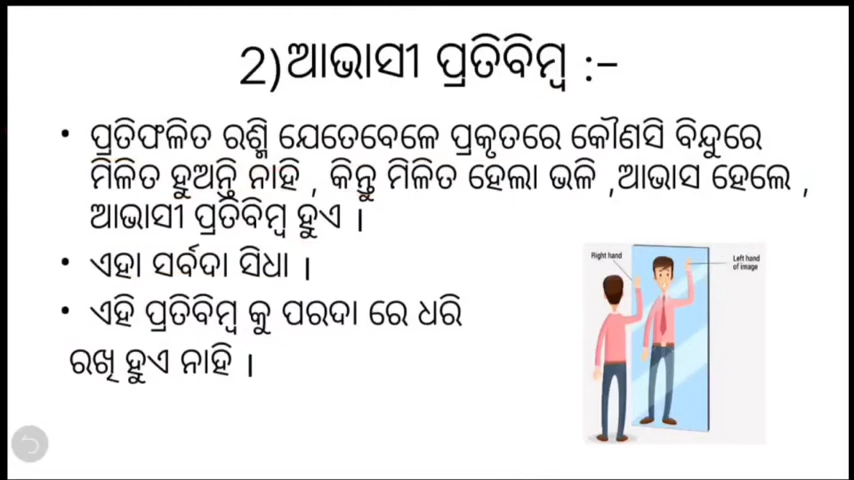 2)ଆଭାସୀ ପ୍ରତିବିମ୍ବ :–
• ପ୍ରତିଫଳିତ ରଶ୍ମି ଯେତେବେଳେ ପ୍ରକୃତରେ କୌଣସି ବିନ୍ଦୁରେ
ମିଳିତ ହୁଅନ୍ତି ନାହି , କିନ୍ତୁ ମିଳିତ ହେଲା ଭଳି ,ଆଭାସ ହେଲେ ,
ଆଭାସୀ ପ୍ରତିବିମ୍ବ ହୁଏ ।
• ଏହା ସର୍ବଦା ସିଧା ।
• ଏହି ପ୍ରତିବିମ୍ବ କୁ ପରଦା ରେ ଧରି
ରଖି ହୁଏ ନାହି ।
Right hand
Left hand
of image